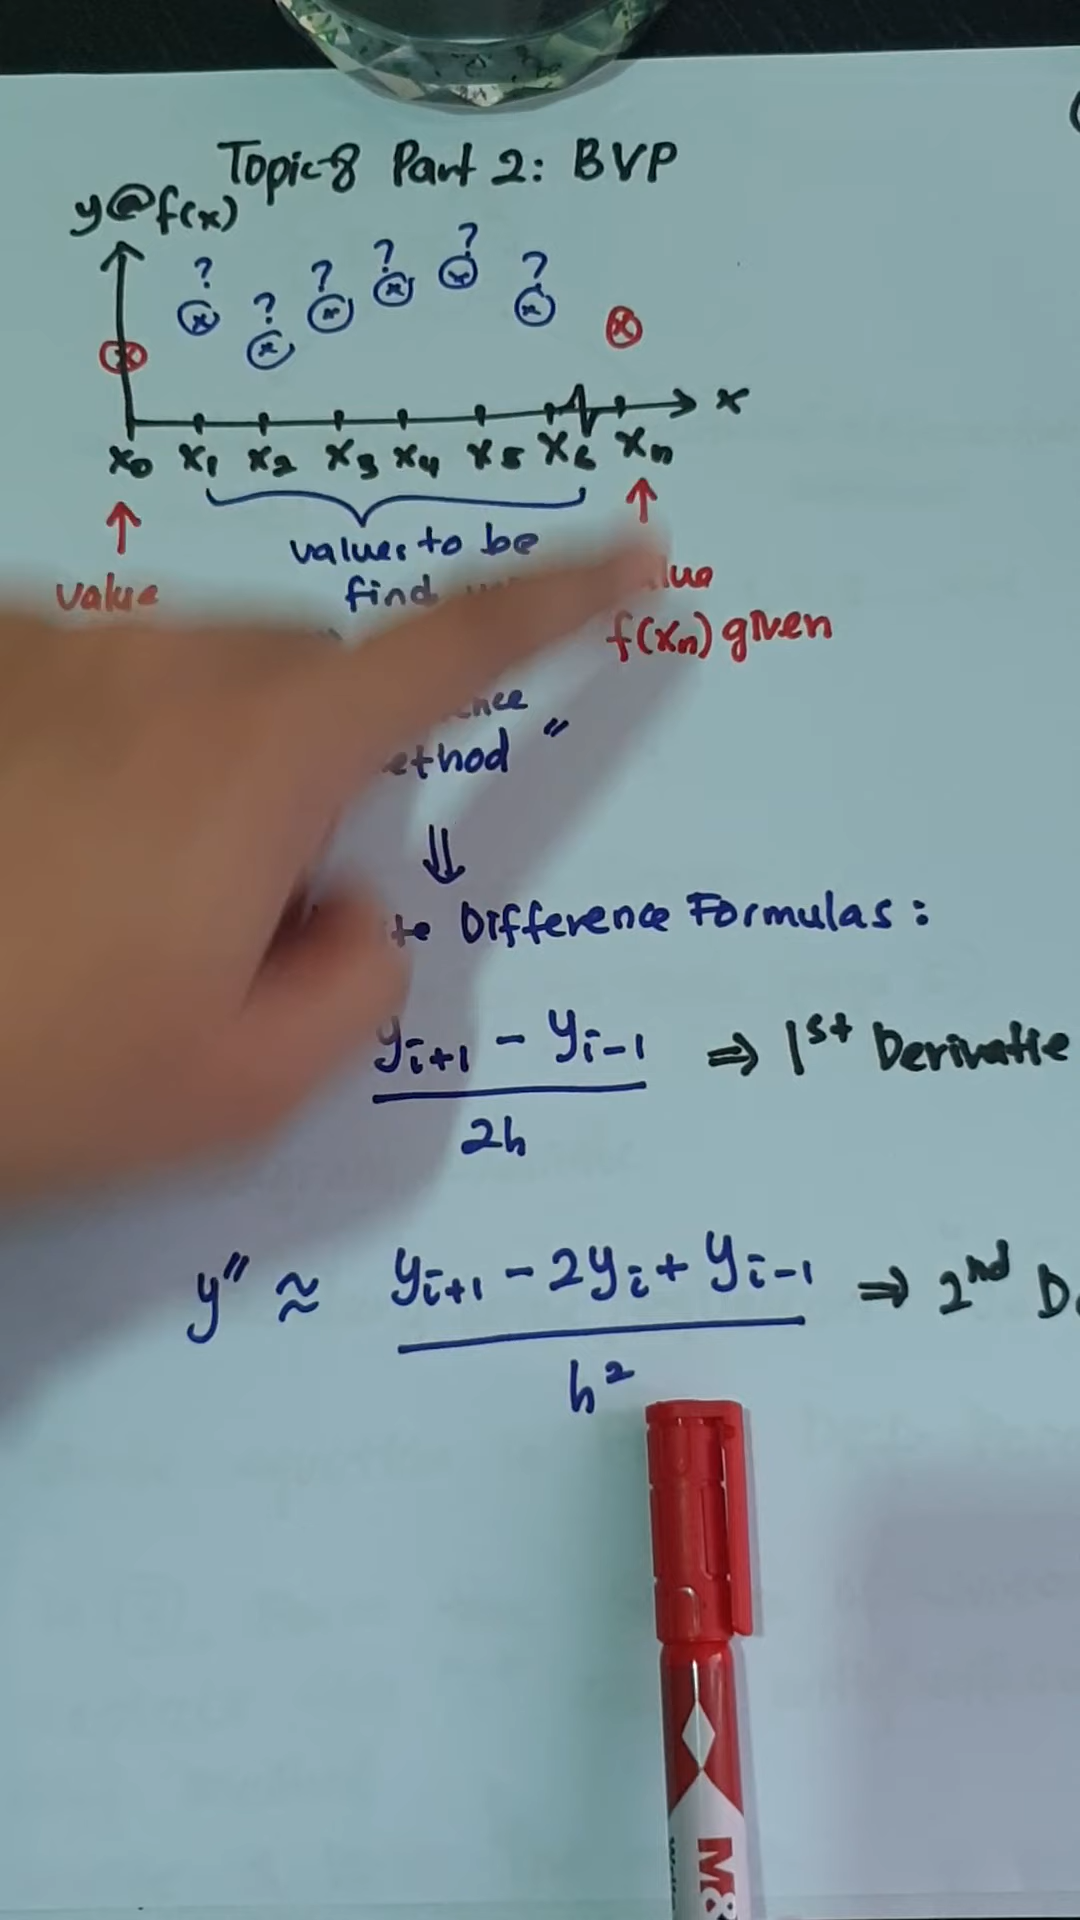 Topic 8 Part 2: BVP
y@f(x)
? ? ? ? ? ?
x
x₀ x₁ x₂ x₃ x₄ x₅ x₆ xₙ
values to be
find
value
f(xₙ) given
ethod "
Difference Formulas:
yᵢ₊₁ - yᵢ₋₁ ⇒ 1st Derivatie
2h
y" ≈ yᵢ₊₁ - 2yᵢ + yᵢ₋₁ ⇒ 2nd D
h²
M&